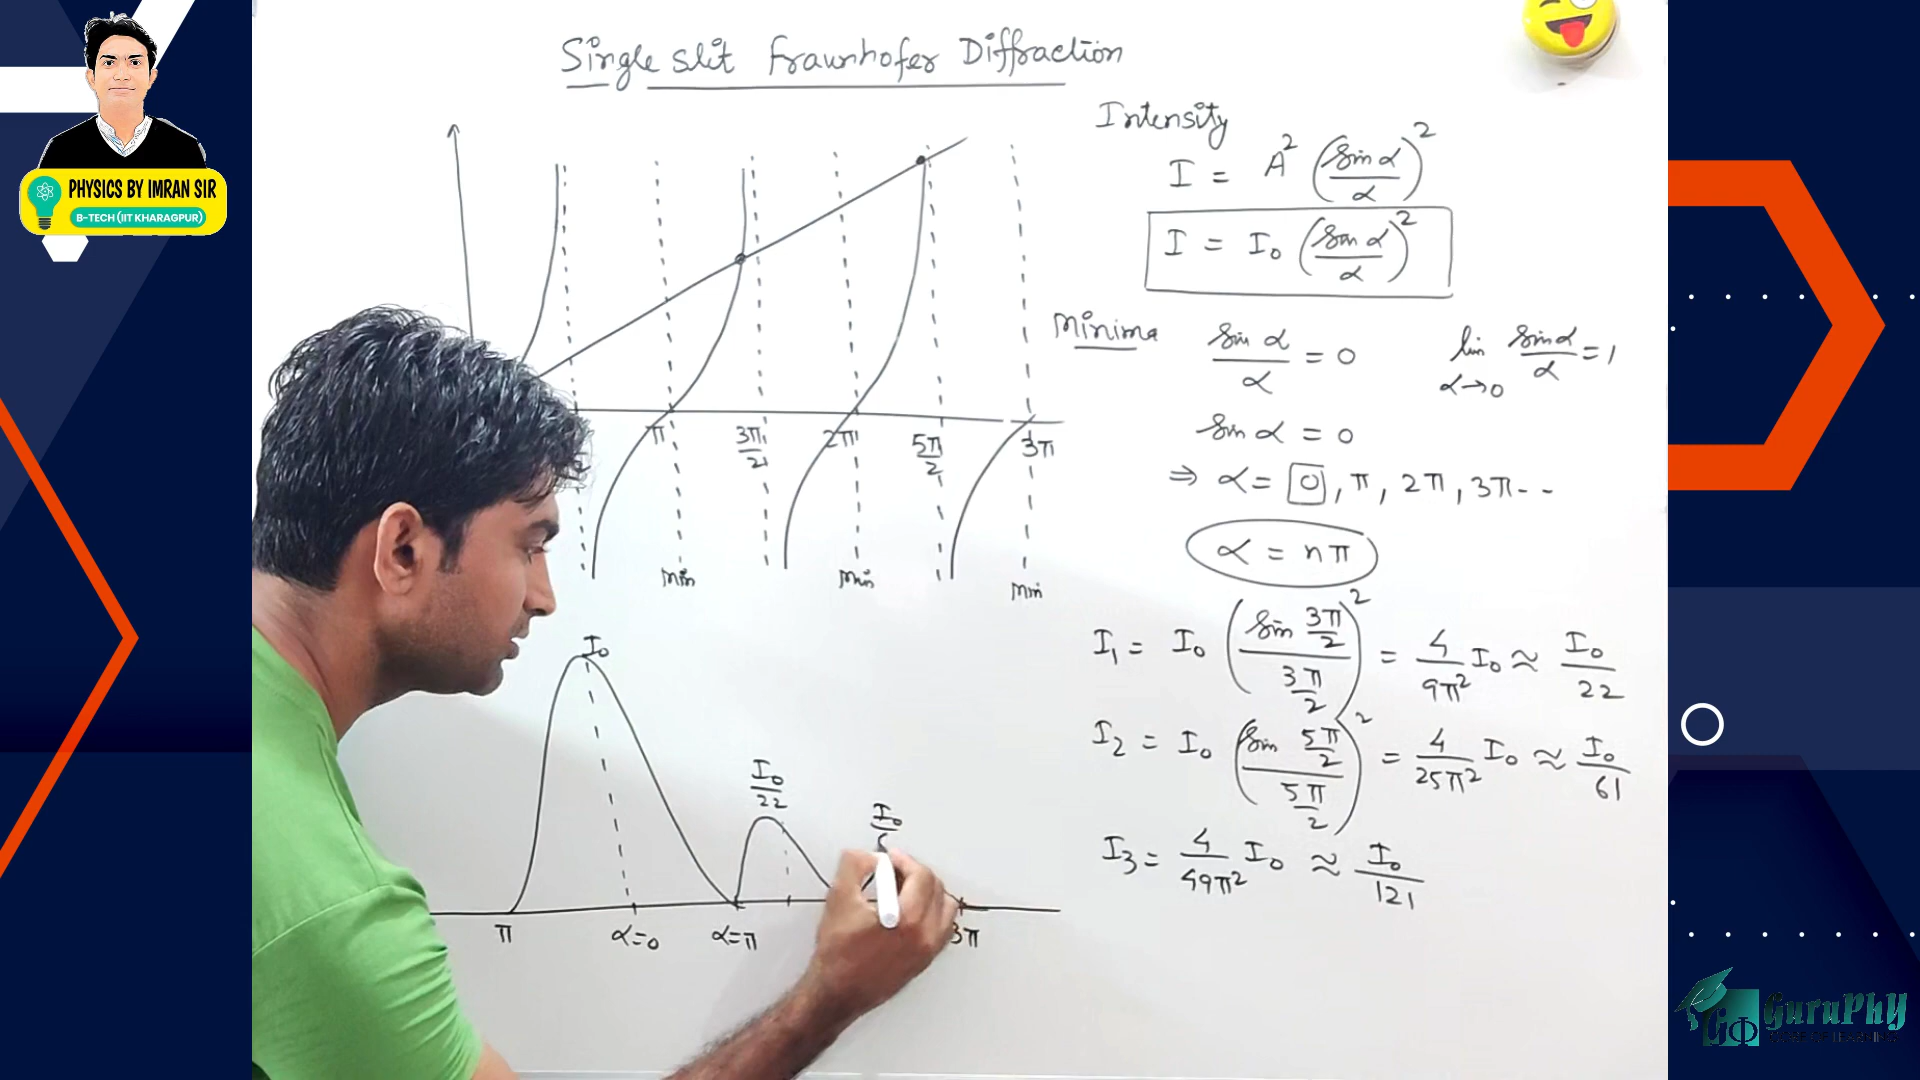 PHYSICS BY IMRAN SIR
B-TECH (IIT KHARAGPUR)
Single slit Fraunhofer Diffraction
Intensity
I = A² (sin α / α)²
I = I₀ (sin α / α)²
Minima sin α / α = 0
lim α→0 sin α / α = 1
sin α = 0
⇒ α = 0, π, 2π, 3π - -
α = nπ
π 3π/2 2π 5π/2 3π
Min Min Min
I₁ = I₀ (sin 3π/2 / 3π/2)² = 4/9π² I₀ ≈ I₀/22
I₂ = I₀ (sin 5π/2 / 5π/2)² = 4/25π² I₀ ≈ I₀/61
I₃ = 4/49π² I₀ ≈ I₀/121
I₀
I₀/22
I₀
π α=0 α=π 3π
GuruPhy